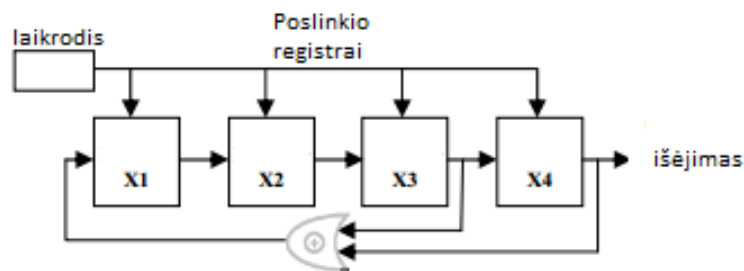 laikrodis
Poslinkio
registrai
X1
X2
X3
X4
išėjimas